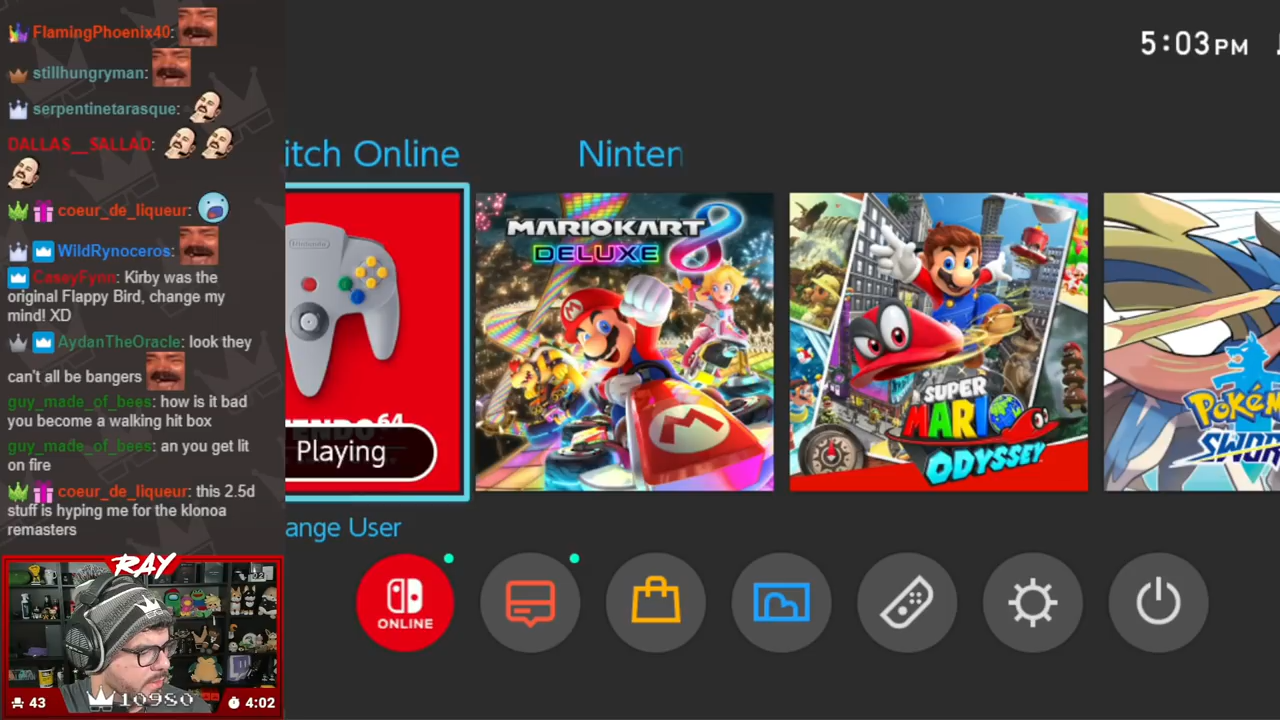 FlamingPhoenix40:
stillhungryman:
serpentinetarasque:
DALLAS__SALLAD:
coeur_de_liqueur:
WildRynoceros:
CaseyFynn: Kirby was the
original Flappy Bird, change my
mind! XD
AydanTheOracle: look they
can't all be bangers
guy_made_of_bees: how is it bad
you become a walking hit box
guy_made_of_bees: an you get lit
on fire
coeur_de_liqueur: this 2.5d
stuff is hyping me for the klonoa
remasters
RAY
43
10980
4:02
5:03 PM
itch Online
Ninten
64
Playing
MARIOKART 8
DELUXE
SUPER
MARIO
ODYSSEY
POKÉM
SWOR
ange User
ONLINE